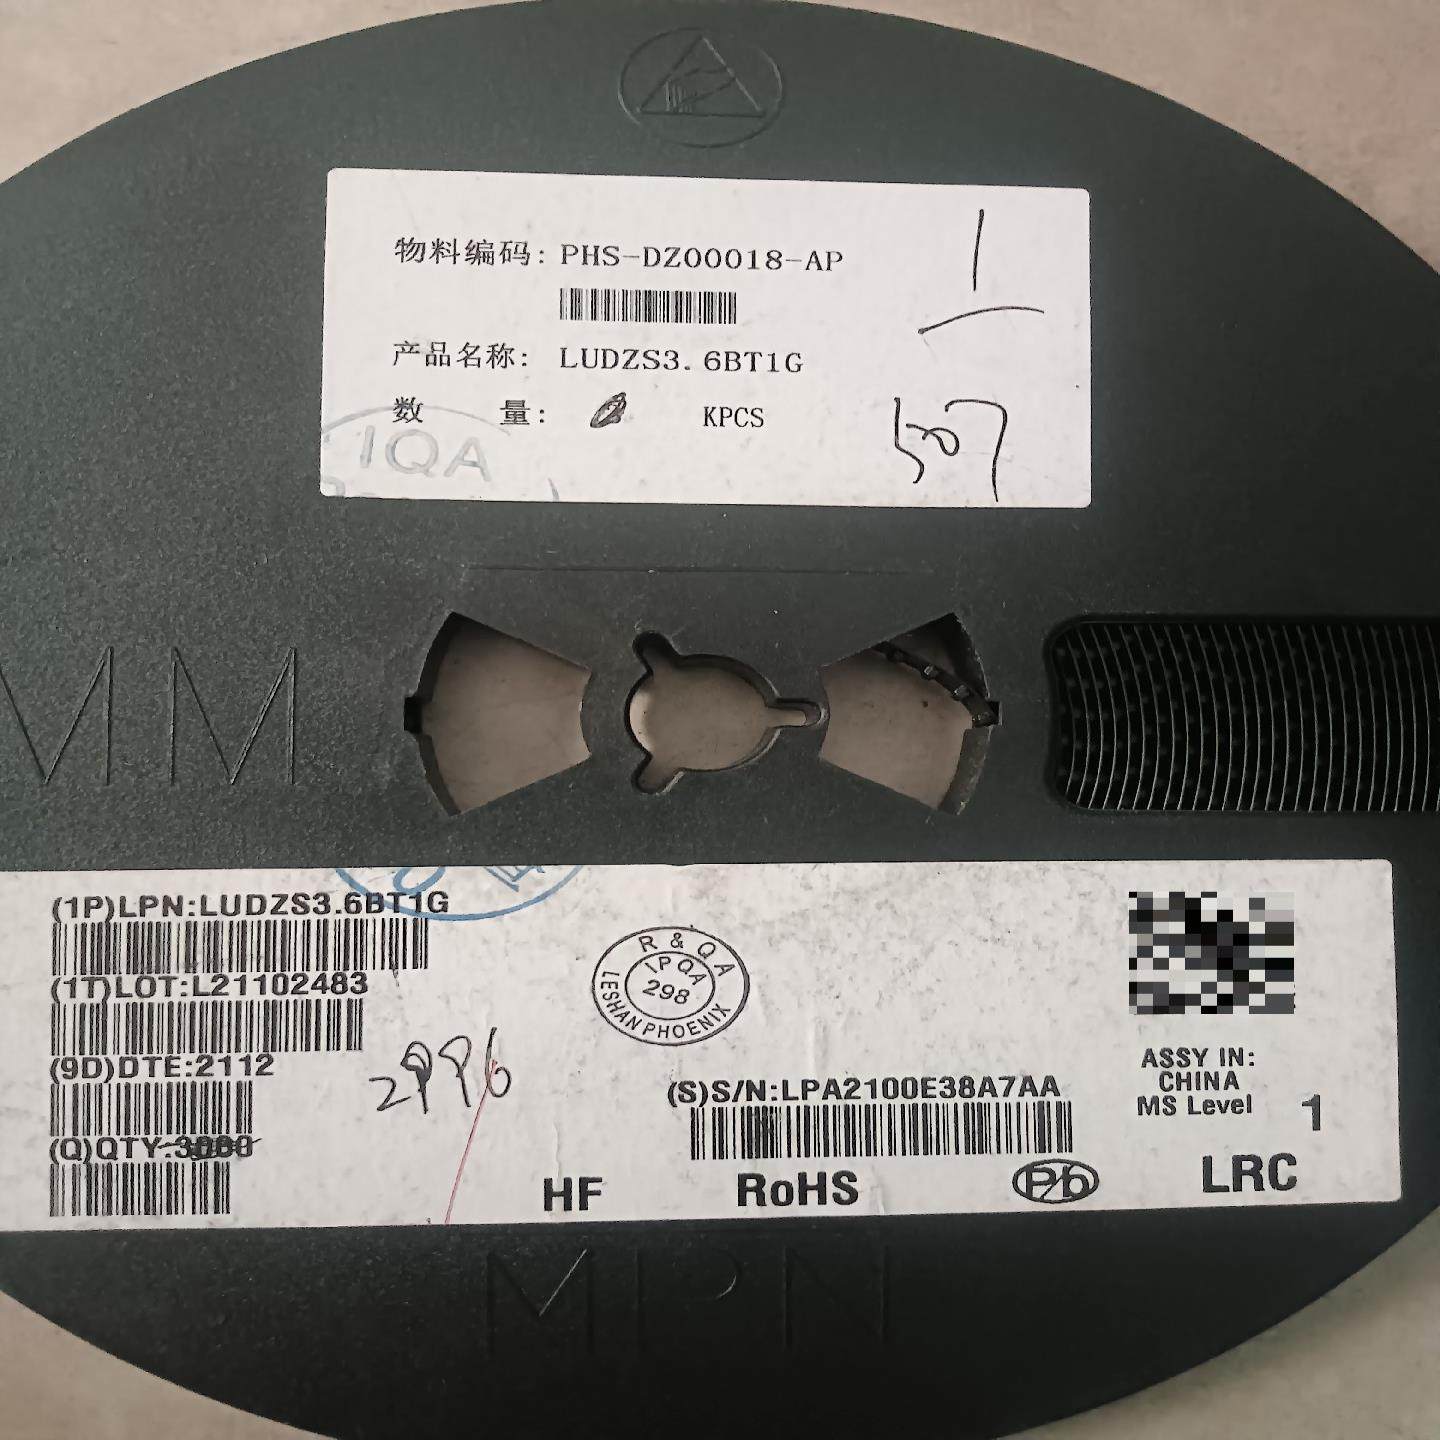 物料编码: PHS-DZ00018-AP
1
产品名称: LUDZS3.6BT1G
数 量: KPCS
507
IQA
MM
(1P)LPN:LUDZS3.6BT1G
(1T)LOT:L21102483
(9D)DTE:2112
(Q)QTY:3000
2996
R & QA
IPQA
298
LESHAN PHOENIX
(S)S/N:LPA2100E38A7AA
HF
RoHS
Pb
ASSY IN:
CHINA
MS Level 1
LRC
MPN